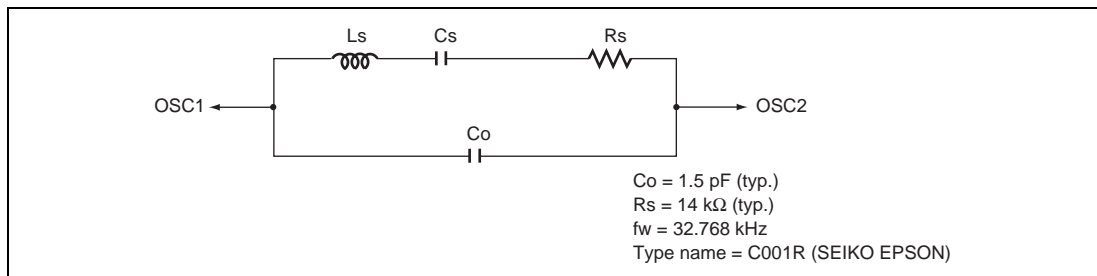 Ls Cs Rs
OSC1 OSC2
Co
Co = 1.5 pF (typ.)
Rs = 14 kΩ (typ.)
fw = 32.768 kHz
Type name = C001R (SEIKO EPSON)